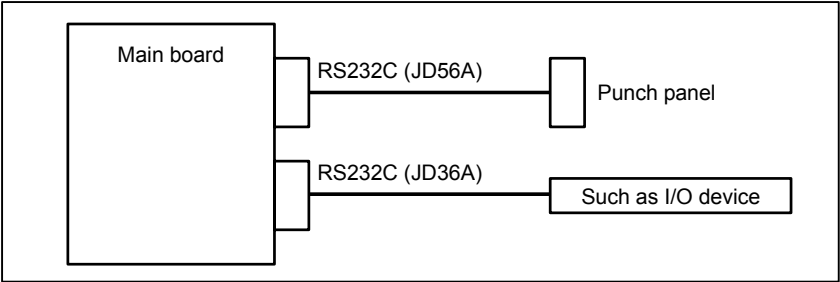 Main board
RS232C (JD56A)
Punch panel
RS232C (JD36A)
Such as I/O device